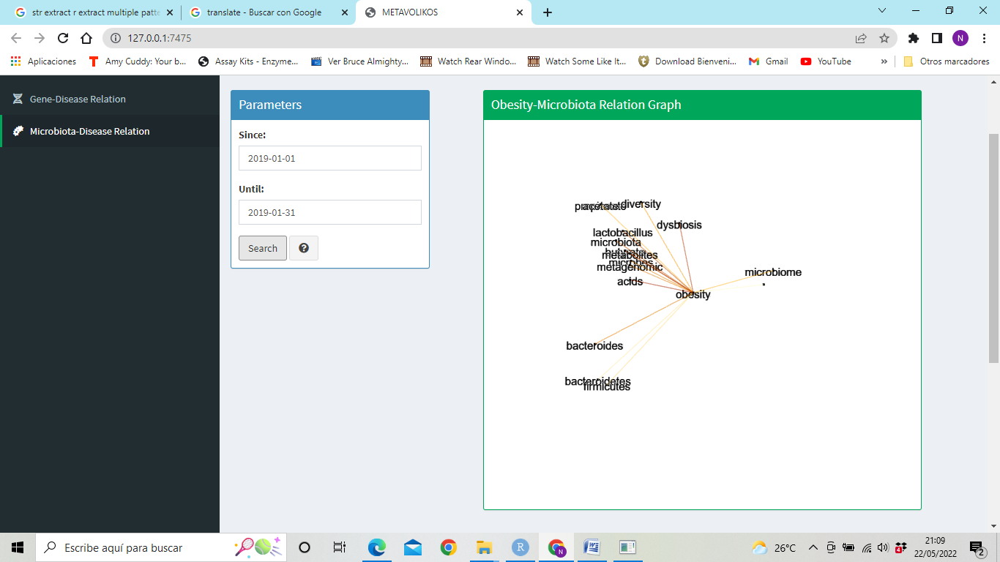 str extract r extract multiple patte
translate - Buscar con Google
METAVOLIKOS
127.0.0.1:7475
N
Aplicaciones
Amy Cuddy: Your b...
Assay Kits - Enzyme...
Ver Bruce Almighty...
Watch Rear Windo...
Watch Some Like It...
Download Bienveni...
Gmail
YouTube
»
Otros marcadores
Gene-Disease Relation
Microbiota-Disease Relation
Parameters
Since:
2019-01-01
Until:
2019-01-31
Search
?
Obesity-Microbiota Relation Graph
diversity
dysbiosis
lactobacillus
microbiota
metabolites
metagenomic
acids
microbiome
obesity
bacteroides
bacteroidetes
firmicutes
Escribe aquí para buscar
26°C
21:09
22/05/2022